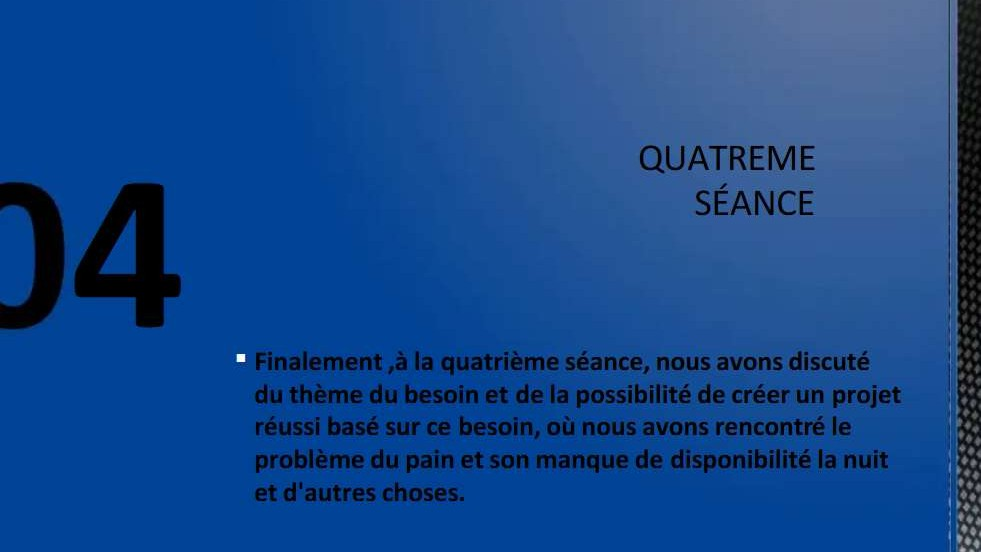 QUATREME
SÉANCE
04
Finalement ,à la quatrième séance, nous avons discuté
du thème du besoin et de la possibilité de créer un projet
réussi basé sur ce besoin, où nous avons rencontré le
problème du pain et son manque de disponibilité la nuit
et d'autres choses.